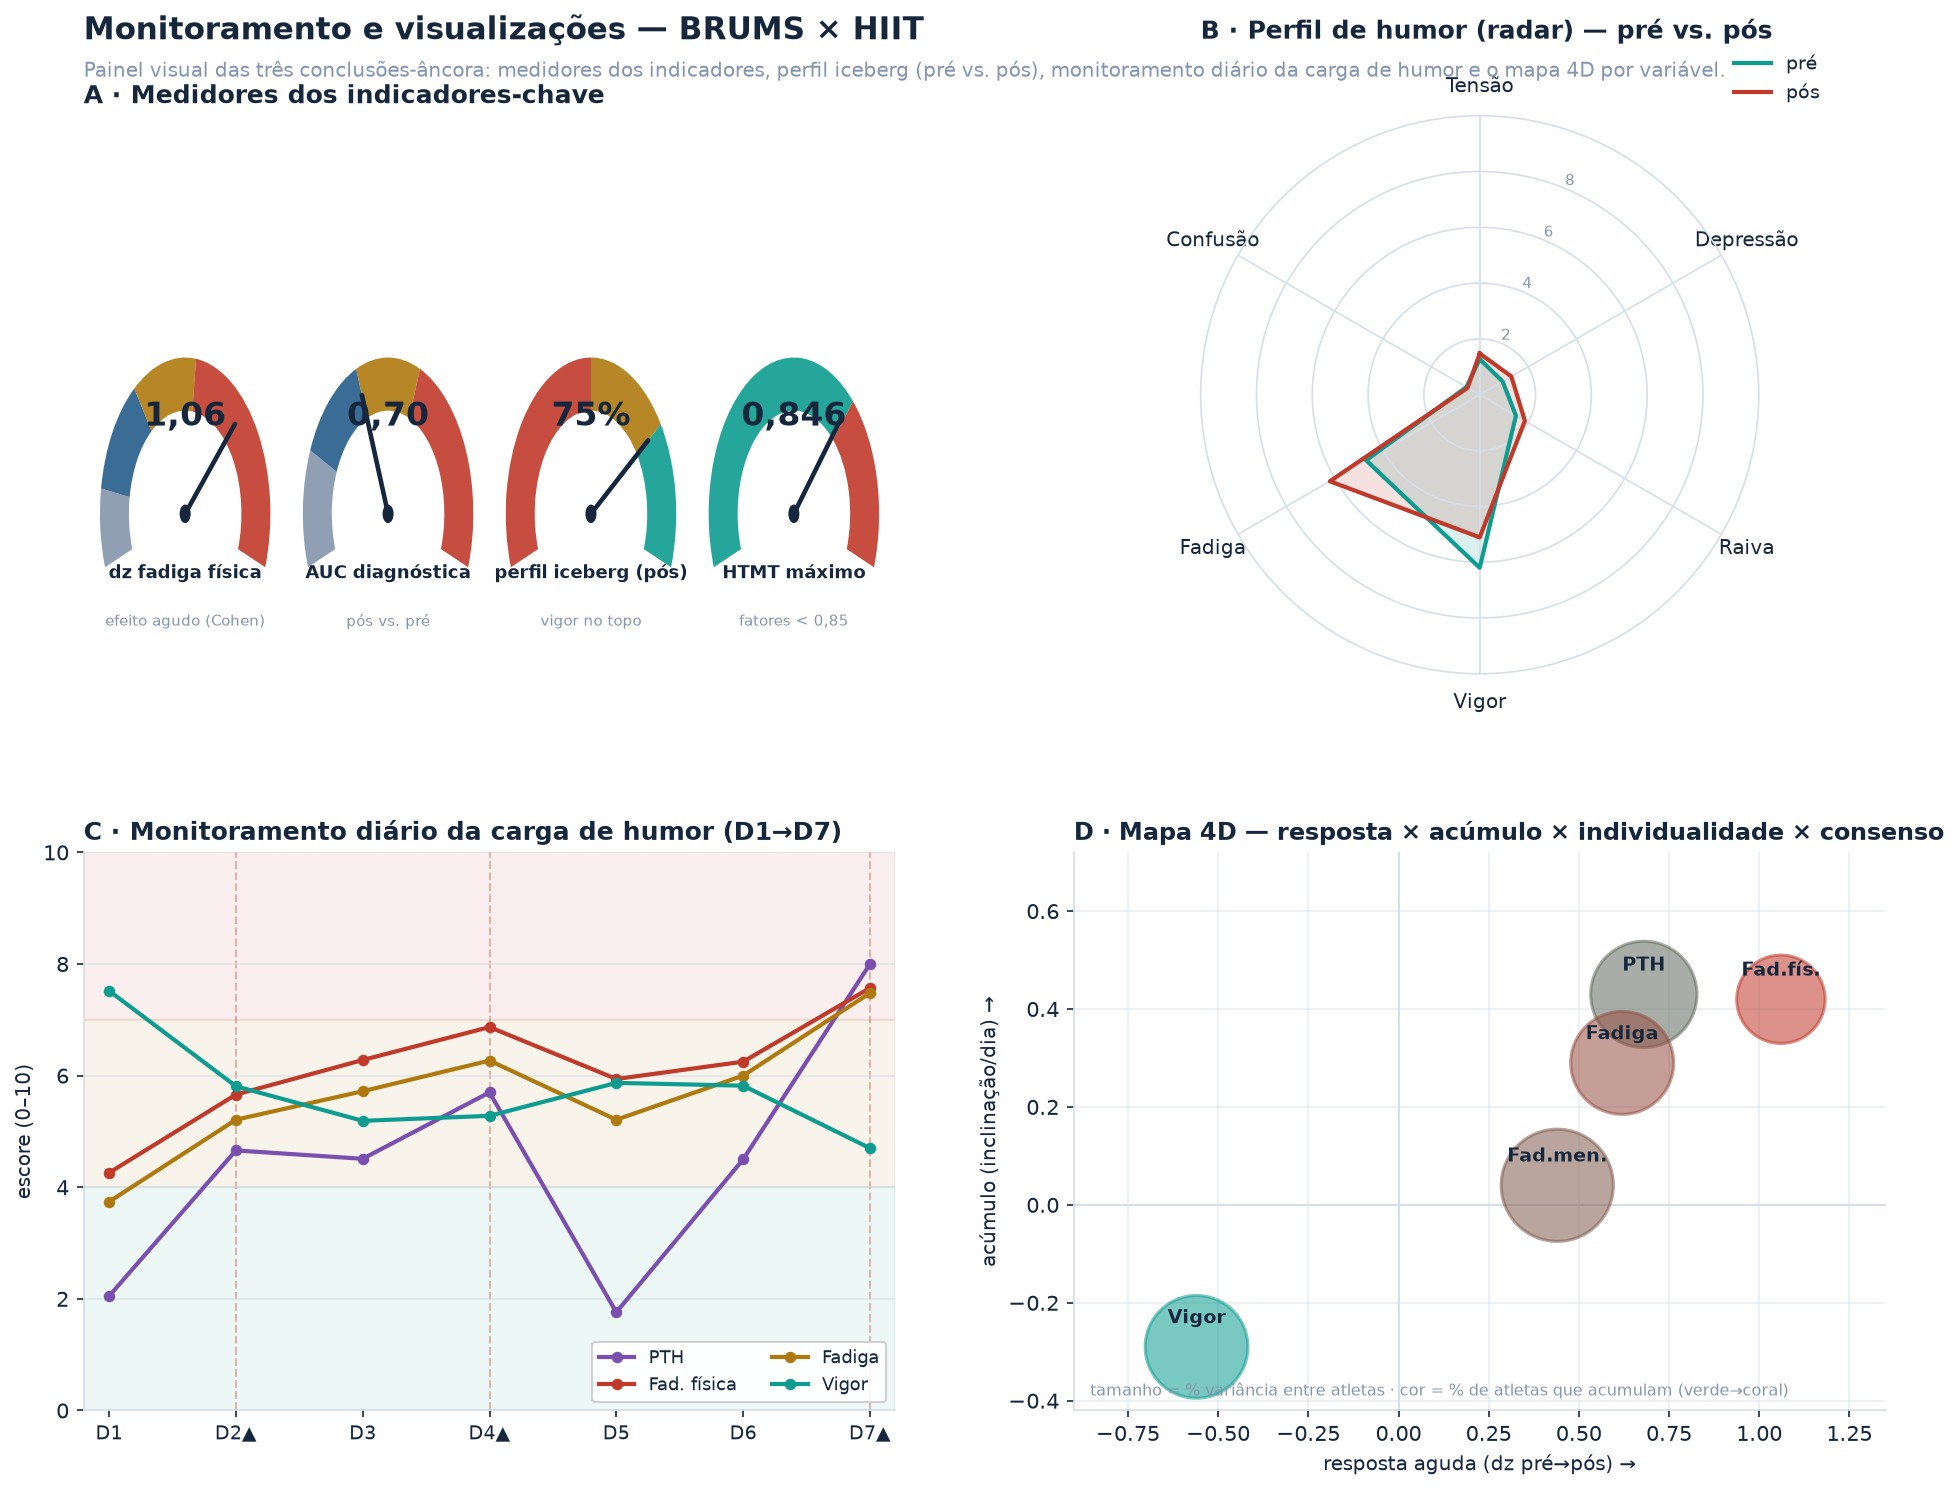 Monitoramento e visualizações — BRUMS × HIIT
Painel visual das três conclusões-âncora: medidores dos indicadores, perfil iceberg (pré vs. pós), monitoramento diário da carga de humor e o mapa 4D por variável.
A · Medidores dos indicadores-chave
1,06
0,70
75%
0,846
dz fadiga física
AUC diagnóstica
perfil iceberg (pós)
HTMT máximo
efeito agudo (Cohen)
pós vs. pré
vigor no topo
fatores < 0,85
B · Perfil de humor (radar) — pré vs. pós
pré
pós
Tensão
Depressão
Raiva
Vigor
Fadiga
Confusão
2
4
6
8
C · Monitoramento diário da carga de humor (D1→D7)
escore (0–10)
10
8
6
4
2
0
D1
D2▲
D3
D4▲
D5
D6
D7▲
PTH
Fad. física
Fadiga
Vigor
D · Mapa 4D — resposta × acúmulo × individualidade × consenso
acúmulo (inclinação/dia) →
0.6
0.4
0.2
0.0
−0.2
−0.4
PTH
Fad.fís.
Fadiga
Fad.men.
Vigor
tamanho = % variância entre atletas · cor = % de atletas que acumulam (verde→coral)
−0.75
−0.50
−0.25
0.00
0.25
0.50
0.75
1.00
1.25
resposta aguda (dz pré→pós) →